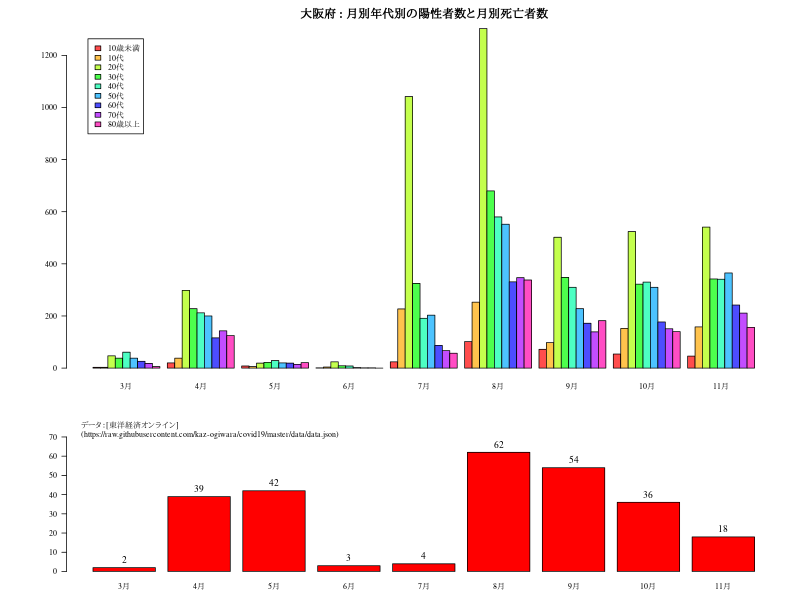 大阪府 : 月別年代別の陽性者数と月別死亡者数
1200
1000
800
600
400
200
0
10歳未満
10代
20代
30代
40代
50代
60代
70代
80歳以上
3月 4月 5月 6月 7月 8月 9月 10月 11月
データ:[東洋経済オンライン]
(https://raw.githubusercontent.com/kaz-ogiwara/covid19/master/data/data.json)
70
60
50
40
30
20
10
0
2 39 42 3 4 62 54 36 18
3月 4月 5月 6月 7月 8月 9月 10月 11月